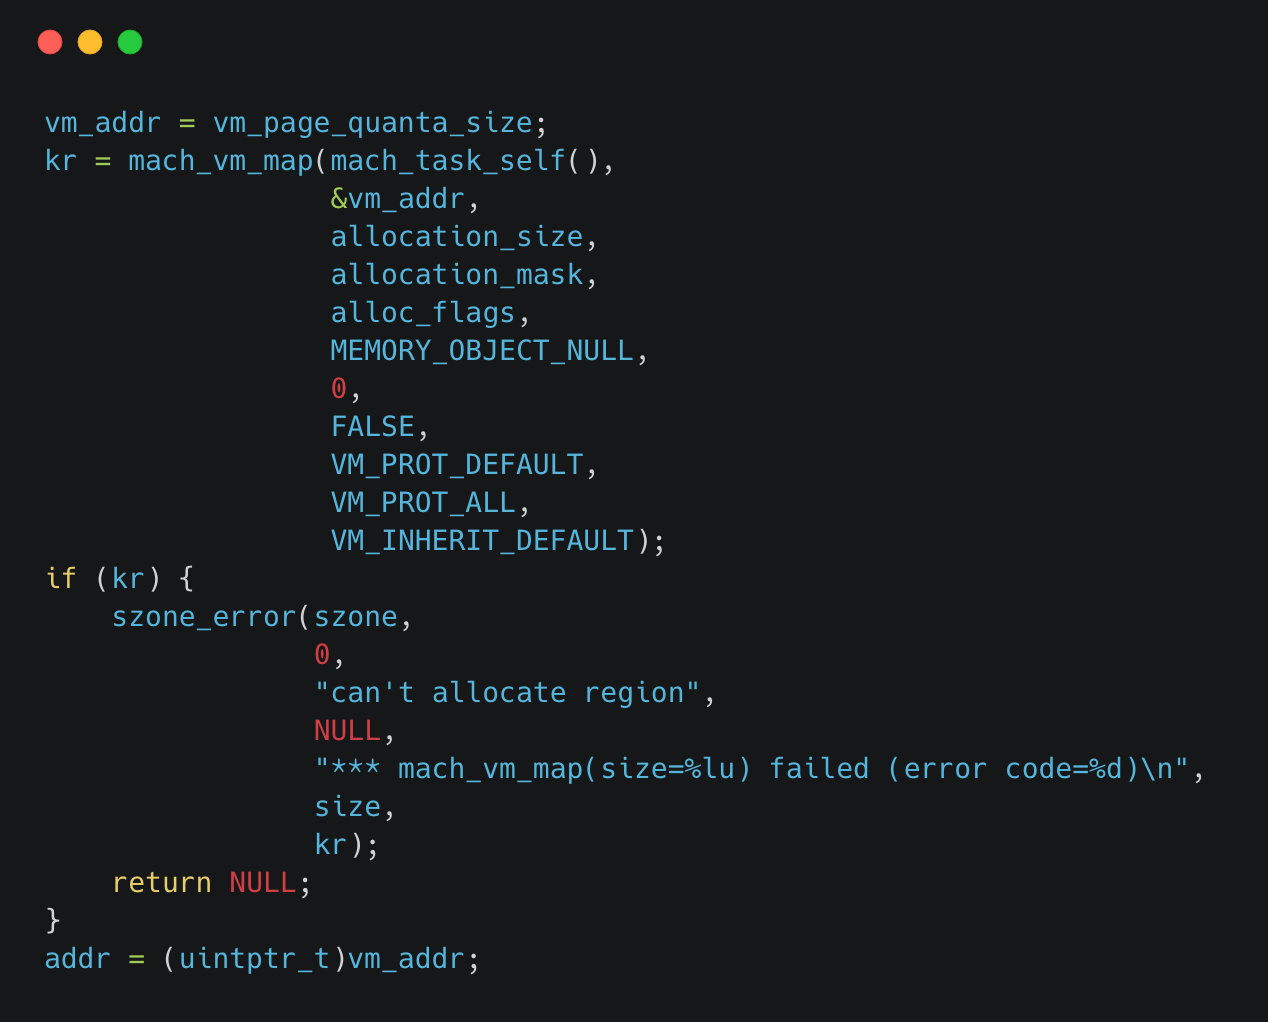 vm_addr = vm_page_quanta_size;
kr = mach_vm_map(mach_task_self(),
                 &vm_addr,
                 allocation_size,
                 allocation_mask,
                 alloc_flags,
                 MEMORY_OBJECT_NULL,
                 0,
                 FALSE,
                 VM_PROT_DEFAULT,
                 VM_PROT_ALL,
                 VM_INHERIT_DEFAULT);
if (kr) {
    szone_error(szone,
                0,
                "can't allocate region",
                NULL,
                "*** mach_vm_map(size=%lu) failed (error code=%d)\n",
                size,
                kr);
    return NULL;
}
addr = (uintptr_t)vm_addr;